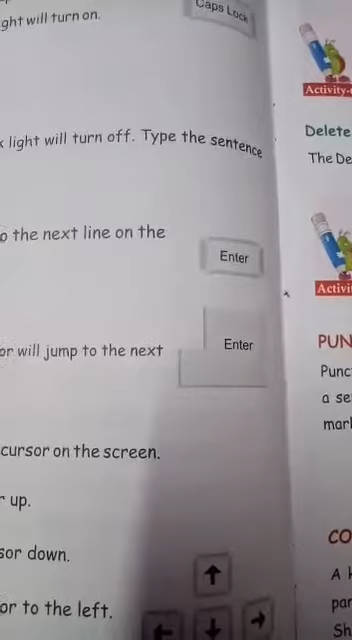 ght will turn on.
Caps Lock
light will turn off. Type the sentence
o the next line on the
Enter
or will jump to the next
Enter
cursor on the screen.
up.
sor down.
or to the left.
Activity-
Delete
The De
Activi
PUN
Punc
a se
mark
CO
A k
par
Sh